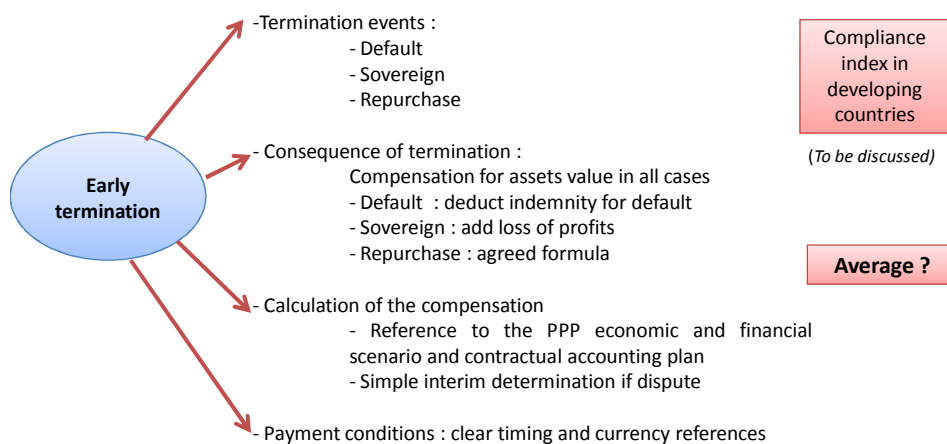 -Termination events :
- Default
- Sovereign
- Repurchase
Compliance
index in
developing
countries
(To be discussed)
Early
termination
- Consequence of termination :
Compensation for assets value in all cases
- Default : deduct indemnity for default
- Sovereign : add loss of profits
- Repurchase : agreed formula
Average ?
- Calculation of the compensation
- Reference to the PPP economic and financial
scenario and contractual accounting plan
- Simple interim determination if dispute
- Payment conditions : clear timing and currency references